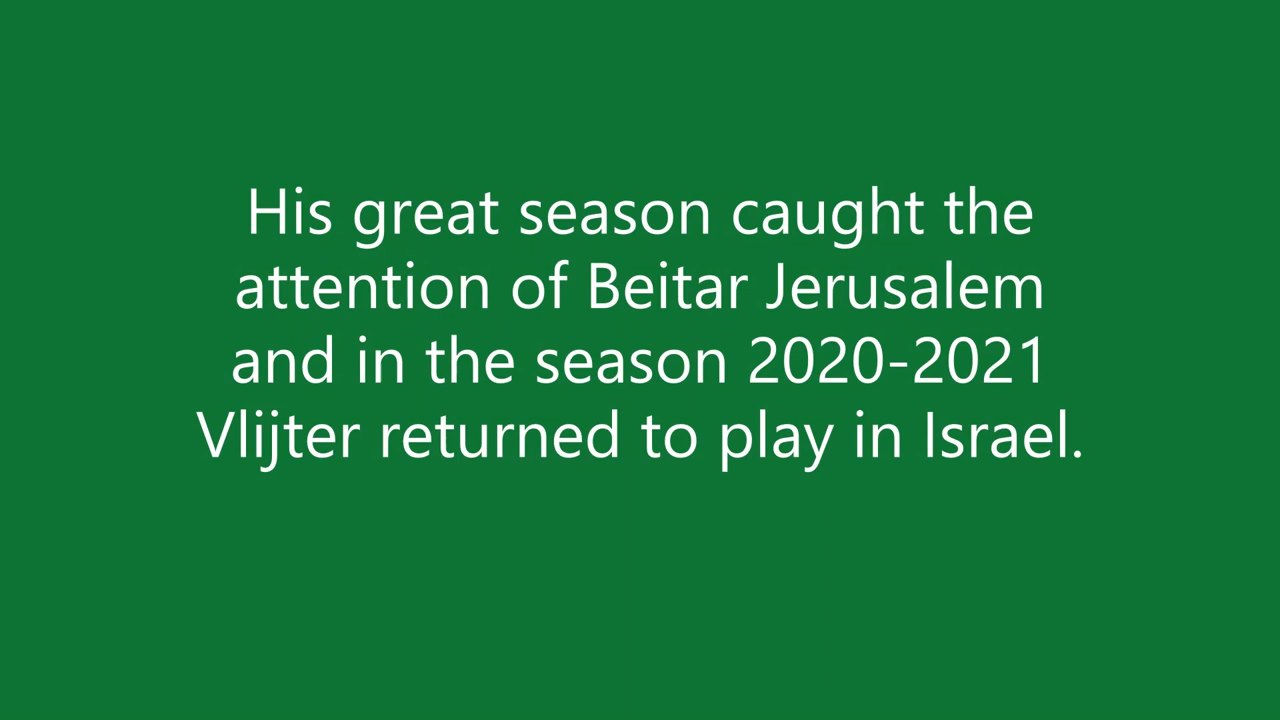 His great season caught the
attention of Beitar Jerusalem
and in the season 2020-2021
Vlijter returned to play in Israel.